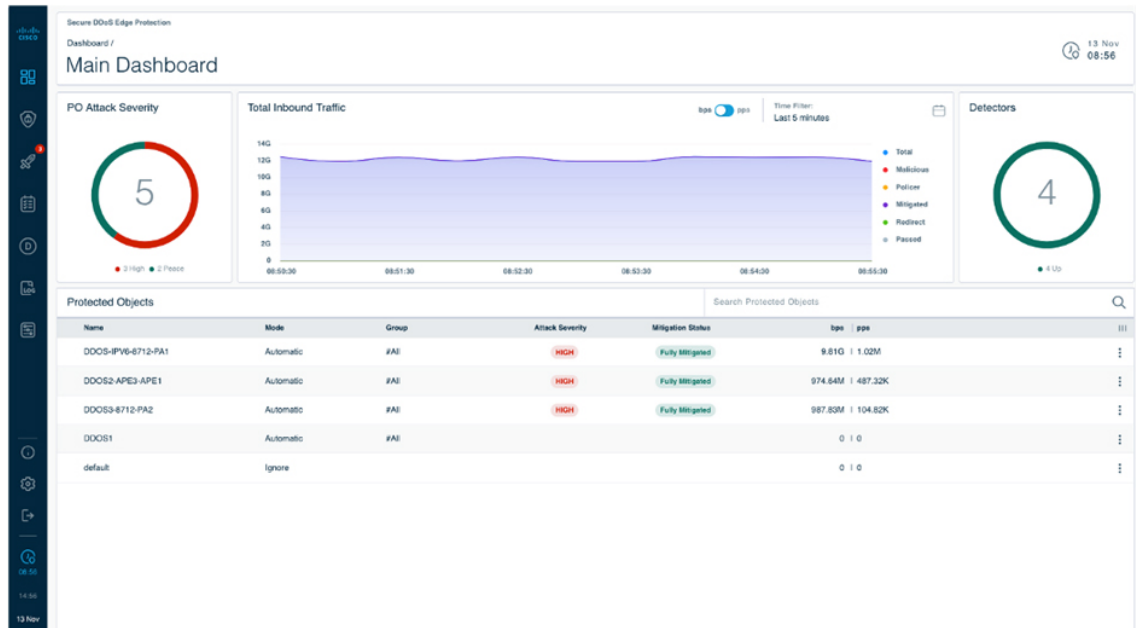 Secure DDoS Edge Protection
Dashboard /
Main Dashboard
13 Nov
08:56
CISCO
3
LOG
08:56
14:56
13 Nov
PO Attack Severity
5
3 High 2 Peace
Total Inbound Traffic
bps pps
Time Filter:
Last 5 minutes
14G
12G
10G
8G
6G
4G
2G
0
08:50:30 08:51:30 08:52:30 08:53:30 08:54:30 08:55:30
Total
Malicious
Policer
Mitigated
Redirect
Passed
Detectors
4
4 Up
Protected Objects
Search Protected Objects
Name Mode Group Attack Severity Mitigation Status bps | pps
DDOS-IPV6-8712-PA1 Automatic #All HIGH Fully Mitigated 9.81G | 1.02M
DDOS2-APE3-APE1 Automatic #All HIGH Fully Mitigated 974.64M | 487.32K
DDOS3-8712-PA2 Automatic #All HIGH Fully Mitigated 987.83M | 104.82K
DDOS1 Automatic #All 0 | 0
default Ignore 0 | 0